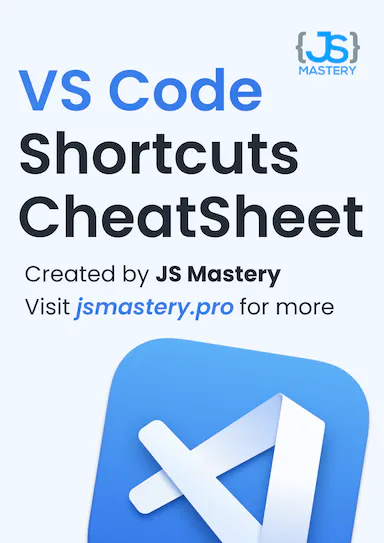 {JS}
MASTERY
VS Code
Shortcuts
CheatSheet
Created by JS Mastery
Visit jsmastery.pro for more